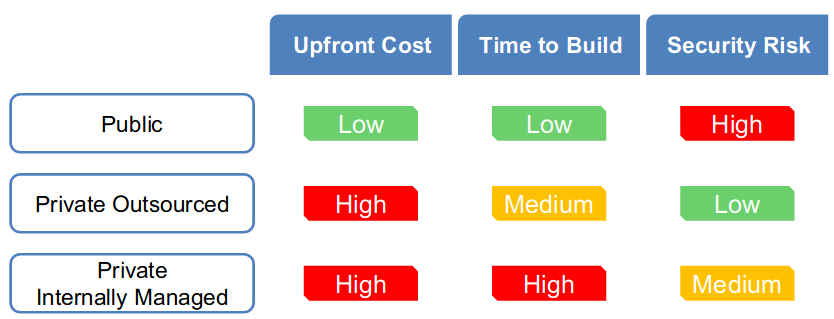 Upfront Cost Time to Build Security Risk
Public Low Low High
Private Outsourced High Medium Low
Private
Internally Managed High High Medium